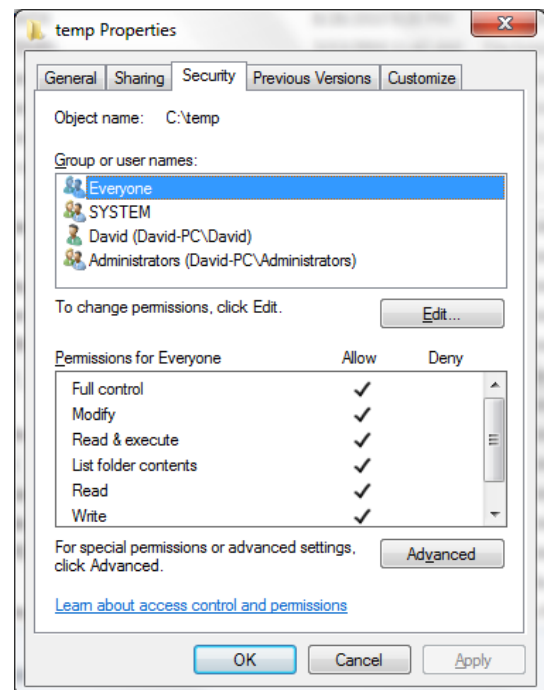 temp Properties
General Sharing Security Previous Versions Customize
Object name: C:\temp
Group or user names:
Everyone
SYSTEM
David (David-PC\David)
Administrators (David-PC\Administrators)
To change permissions, click Edit.
Edit...
Permissions for Everyone Allow Deny
Full control
Modify
Read & execute
List folder contents
Read
Write
For special permissions or advanced settings,
click Advanced.
Advanced
Learn about access control and permissions
OK Cancel Apply